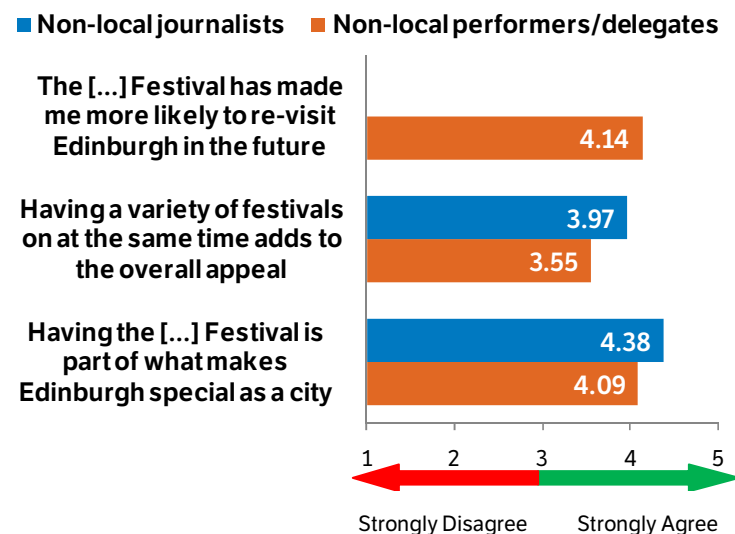 Non-local journalists Non-local performers/delegates
The [...] Festival has made
me more likely to re-visit
Edinburgh in the future
4.14
Having a variety of festivals
on at the same time adds to
the overall appeal
3.97
3.55
Having the [...] Festival is
part of what makes
Edinburgh special as a city
4.38
4.09
1 2 3 4 5
Strongly Disagree Strongly Agree